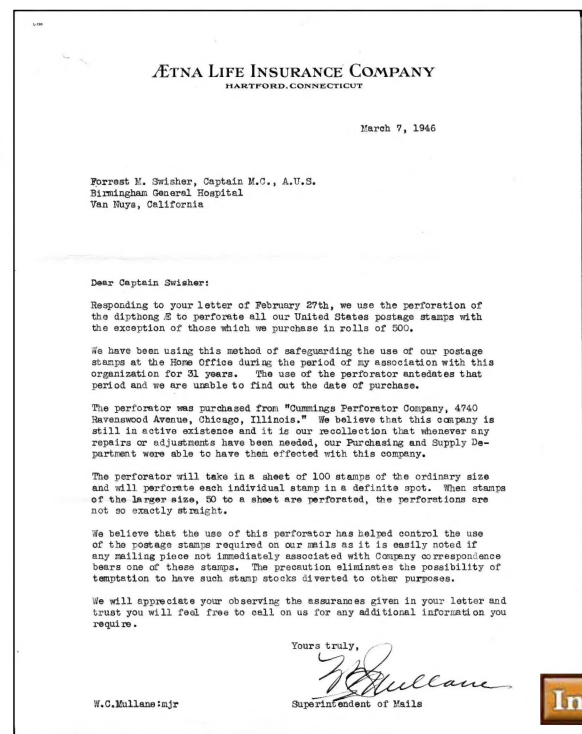 L-130
ÆTNA LIFE INSURANCE COMPANY
HARTFORD, CONNECTICUT
March 7, 1946
Forrest M. Swisher, Captain M.C., A.U.S.
Birmingham General Hospital
Van Nuys, California
Dear Captain Swisher:
Responding to your letter of February 27th, we use the perforation of
the dipthong Æ to perforate all our United States postage stamps with
the exception of those which we purchase in rolls of 500.
We have been using this method of safeguarding the use of our postage
stamps at the Home Office during the period of my association with this
organization for 31 years. The use of the perforator antedates that
period and we are unable to find out the date of purchase.
The perforator was purchased from "Cummings Perforator Company, 4740
Ravenswood Avenue, Chicago, Illinois." We believe that this company is
still in active existence and it is our recollection that whenever any
repairs or adjustments have been needed, our Purchasing and Supply De-
partment were able to have them effected with this company.
The perforator will take in a sheet of 100 stamps of the ordinary size
and will perforate each individual stamp in a definite spot. When stamps
of the larger size, 50 to a sheet are perforated, the perforations are
not so exactly straight.
We believe that the use of this perforator has helped control the use
of the postage stamps required on our mails as it is easily noted if
any mailing piece not immediately associated with Company correspondence
bears one of these stamps. The precaution eliminates the possibility of
temptation to have such stamp stocks diverted to other purposes.
We will appreciate your observing the assurances given in your letter and
trust you will feel free to call on us for any additional information you
require.
Yours truly,
W C Mullane
W.C.Mullane:mjr Superintendent of Mails
In